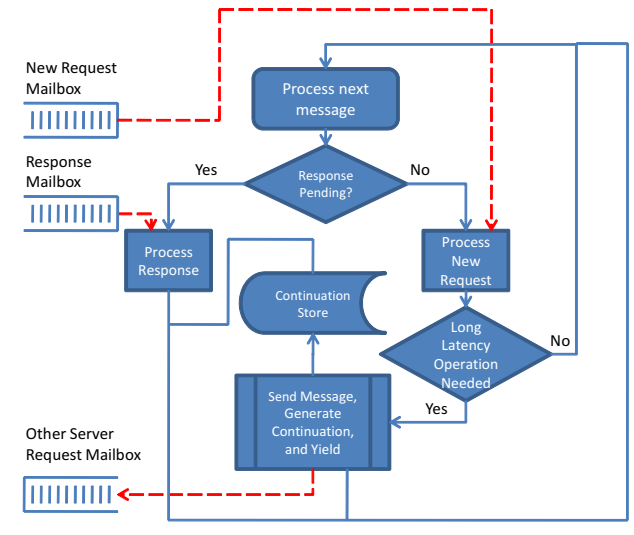 New Request
Mailbox
Process next
message
Response
Mailbox
Yes
Response
Pending?
No
Process
Response
Process
New
Request
Continuation
Store
Long
Latency
Operation
Needed
No
Send Message,
Generate
Continuation,
and Yield
Yes
Other Server
Request Mailbox